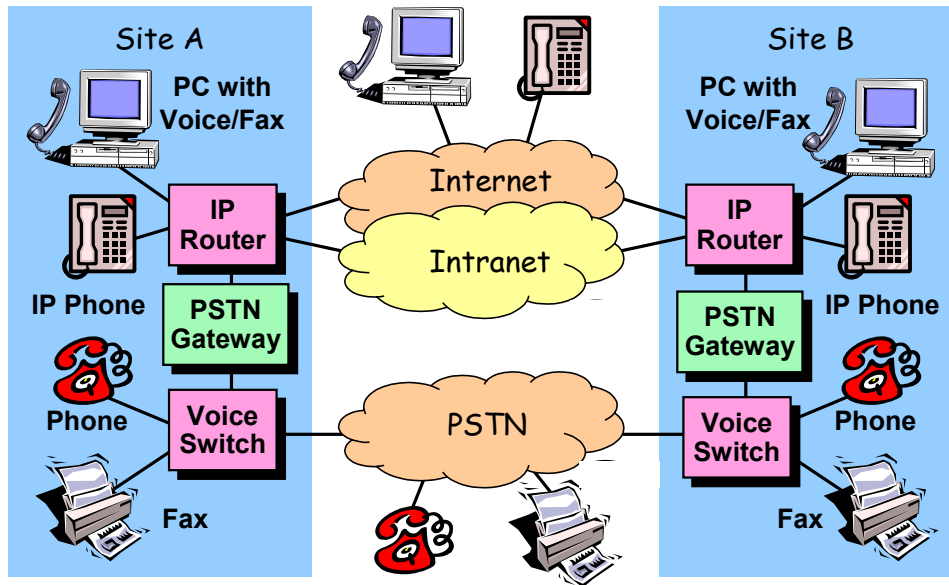 Site A
PC with
Voice/Fax
IP
Router
IP Phone
PSTN
Gateway
Phone
Voice
Switch
Fax
Internet
Intranet
PSTN
Site B
PC with
Voice/Fax
IP
Router
IP Phone
PSTN
Gateway
Phone
Voice
Switch
Fax